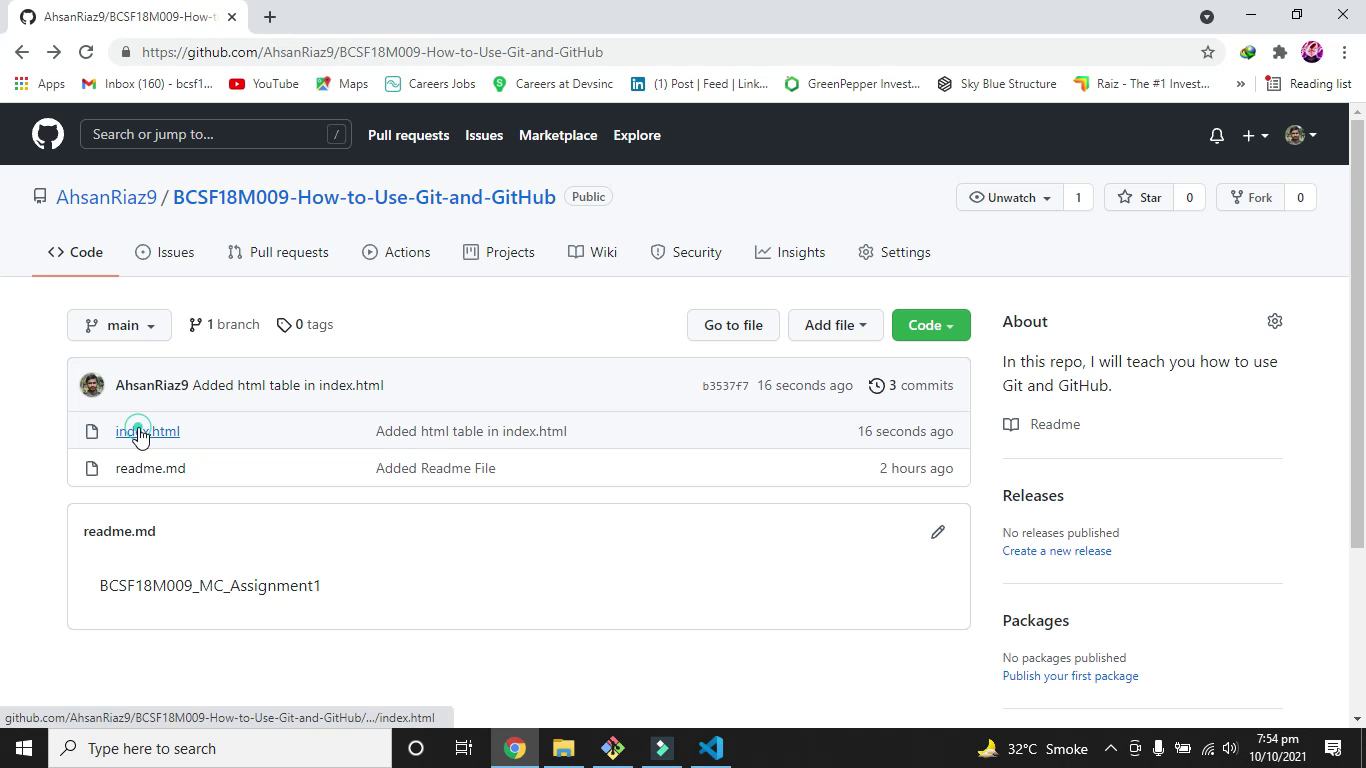 AhsanRiaz9/BCSF18M009-How-t
https://github.com/AhsanRiaz9/BCSF18M009-How-to-Use-Git-and-GitHub
Apps Inbox (160) - bcsf1... YouTube Maps Careers Jobs Careers at Devsinc (1) Post | Feed | Link... GreenPepper Invest... Sky Blue Structure Raiz - The #1 Invest... » Reading list
Search or jump to... / Pull requests Issues Marketplace Explore
AhsanRiaz9 / BCSF18M009-How-to-Use-Git-and-GitHub Public Unwatch 1 Star 0 Fork 0
Code Issues Pull requests Actions Projects Wiki Security Insights Settings
main 1 branch 0 tags Go to file Add file Code
AhsanRiaz9 Added html table in index.html b3537f7 16 seconds ago 3 commits
index.html Added html table in index.html 16 seconds ago
readme.md Added Readme File 2 hours ago
readme.md
BCSF18M009_MC_Assignment1
About
In this repo, I will teach you how to use
Git and GitHub.
Readme
Releases
No releases published
Create a new release
Packages
No packages published
Publish your first package
github.com/AhsanRiaz9/BCSF18M009-How-to-Use-Git-and-GitHub/.../index.html
Type here to search 32°C Smoke 7:54 pm
10/10/2021